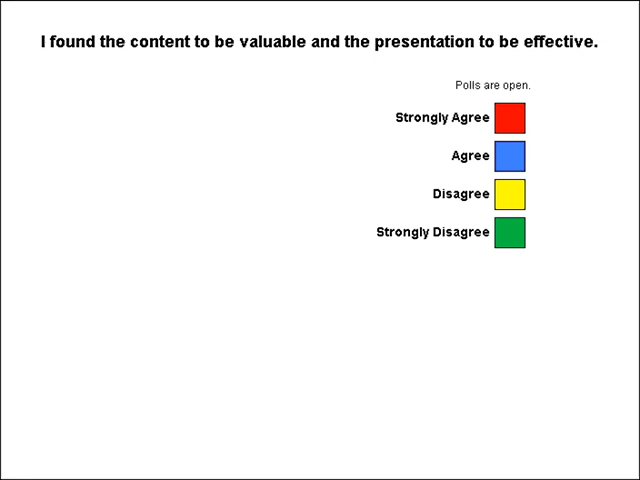 I found the content to be valuable and the presentation to be effective.
Polls are open.
Strongly Agree
Agree
Disagree
Strongly Disagree